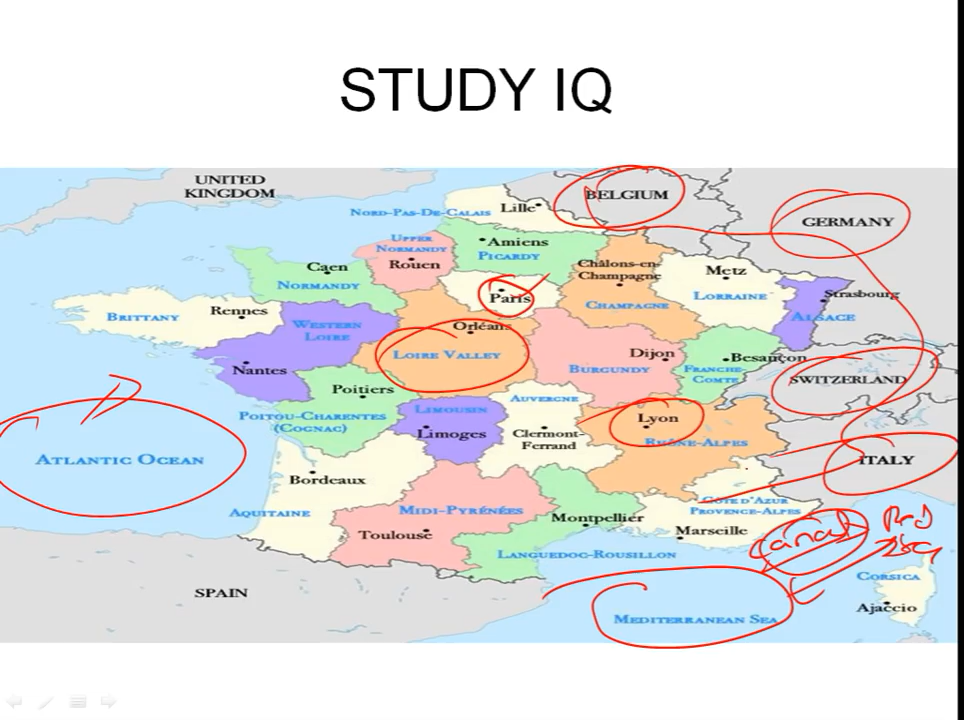 STUDY IQ
UNITED
KINGDOM
BELGIUM
GERMANY
Lille
NORD-PAS-DE-CALAIS
UPPER
NORMANDY
Amiens
PICARDY
Rouen
Caen
NORMANDY
Châlons-en-
Champagne
CHAMPAGNE
Metz
LORRAINE
Strasbourg
ALSACE
Paris
BRITTANY
Rennes
WESTERN
LOIRE
Orléans
LOIRE VALLEY
Nantes
Dijon
BURGUNDY
Besançon
FRANCHE-
COMTE
SWITZERLAND
Poitiers
POITOU-CHARENTES
(COGNAC)
LIMOUSIN
Limoges
AUVERGNE
Clermont-
Ferrand
Lyon
RHÔNE-ALPES
ATLANTIC OCEAN
ITALY
Bordeaux
AQUITAINE
MIDI-PYRÉNÉES
Toulouse
Montpellier
LANGUEDOC-ROUSILLON
CÔTE D'AZUR
PROVENCE-ALPES
Marseille
canal
Red
SPAIN
MEDITERRANEAN SEA
CORSICA
Ajaccio